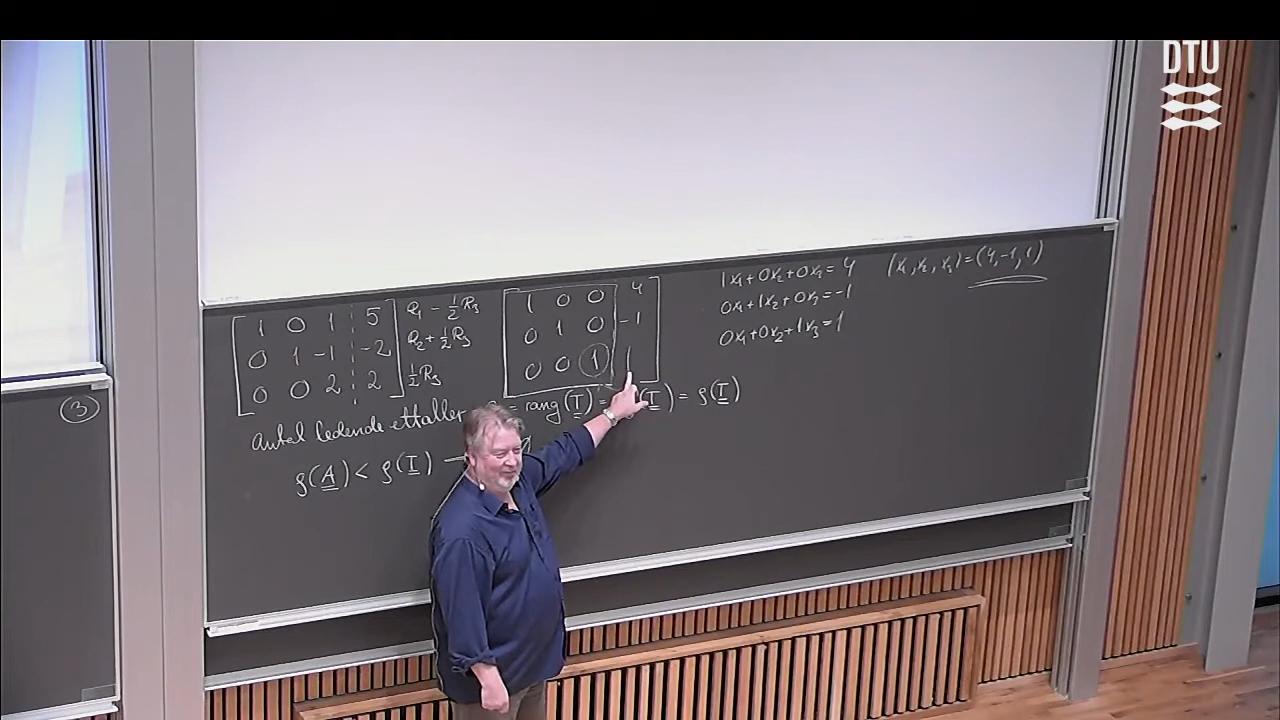 DTU
1 0 1 5 R₁ - ½R₃
0 1 -1 -2 R₂ + ½R₃
0 0 2 2 ½R₃
1 0 0 4
0 1 0 -1
0 0 1 1
1x₁+0x₂+0x₃=4
0x₁+1x₂+0x₃=-1
0x₁+0x₂+1x₃=1
(x₁, x₂, x₃)=(4,-1,1)
3
Antal ledende ettaller = rang(T) = (T) = ρ(T)
ρ(A) < ρ(T)